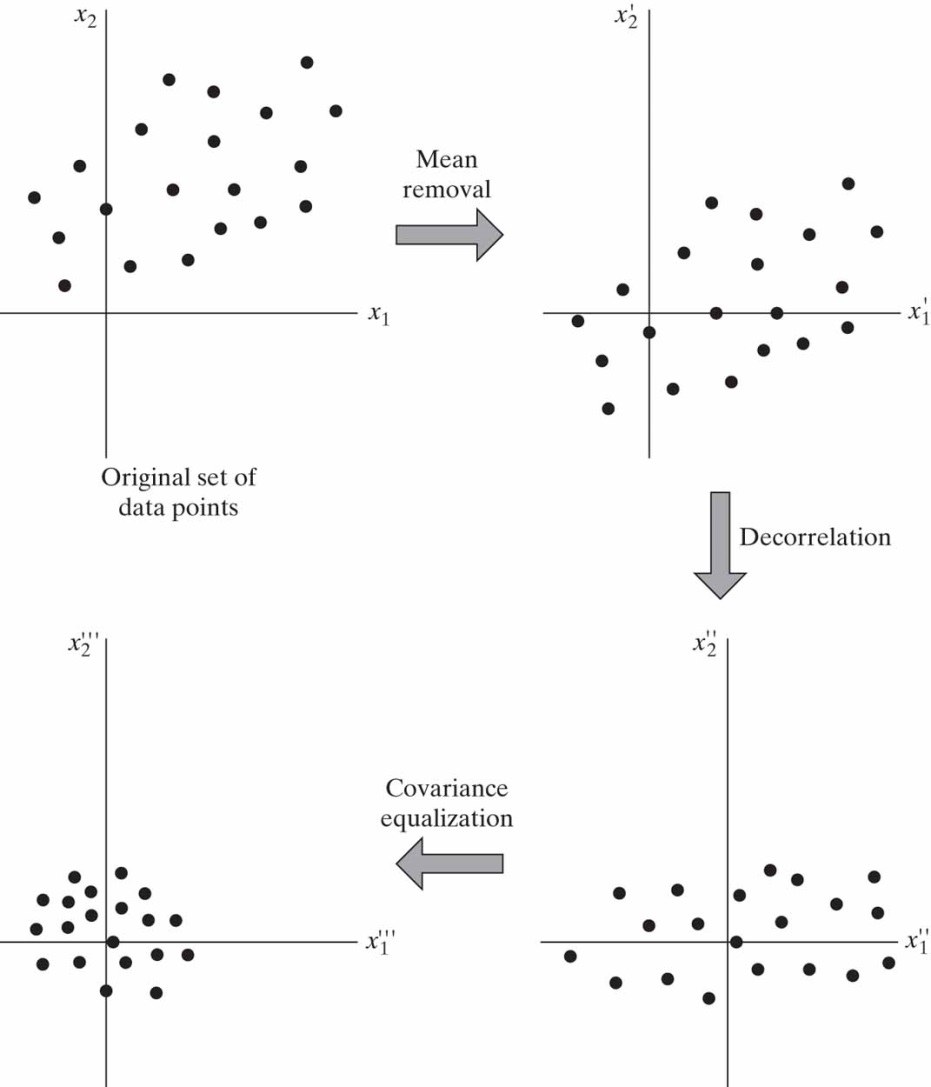 x₂
x₂'
Mean
removal
x₁
x₁'
Original set of
data points
Decorrelation
x₂'''
x₂''
Covariance
equalization
x₁'''
x₁''